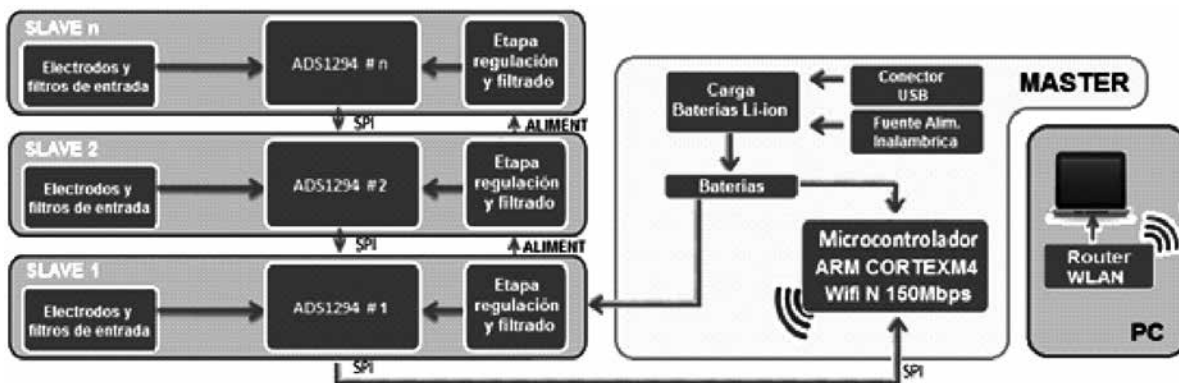 SLAVE n
Electrodos y
filtros de entrada
ADS1294 # n
Etapa
regulación
y filtrado
SPI
ALIMENT
SLAVE 2
Electrodos y
filtros de entrada
ADS1294 #2
Etapa
regulación
y filtrado
SPI
ALIMENT
SLAVE 1
Electrodos y
filtros de entrada
ADS1294 #1
Etapa
regulación
y filtrado
SPI
MASTER
Carga
Baterias Li-ion
Conector
USB
Fuente Alim.
Inalambrica
Baterias
Microcontrolador
ARM CORTEXM4
Wifi N 150Mbps
SPI
Router
WLAN
PC